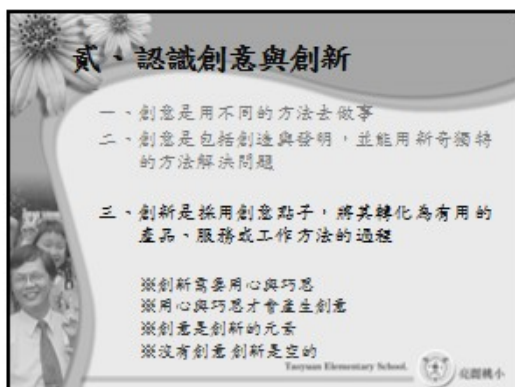 貳、認識創意與創新
一、創意是用不同的方法去做事
二、創意是包括創造與發明，並能用新奇獨特
的方法解決問題
三、創新是採用創意點子，將其轉化為有用的
產品、服務或工作方法的過程
※創新需要用心與巧思
※用心與巧思才會產生創意
※創意是創新的元素
※沒有創意 創新是空的
Taoyuan Elementary School.
亮麗桃小